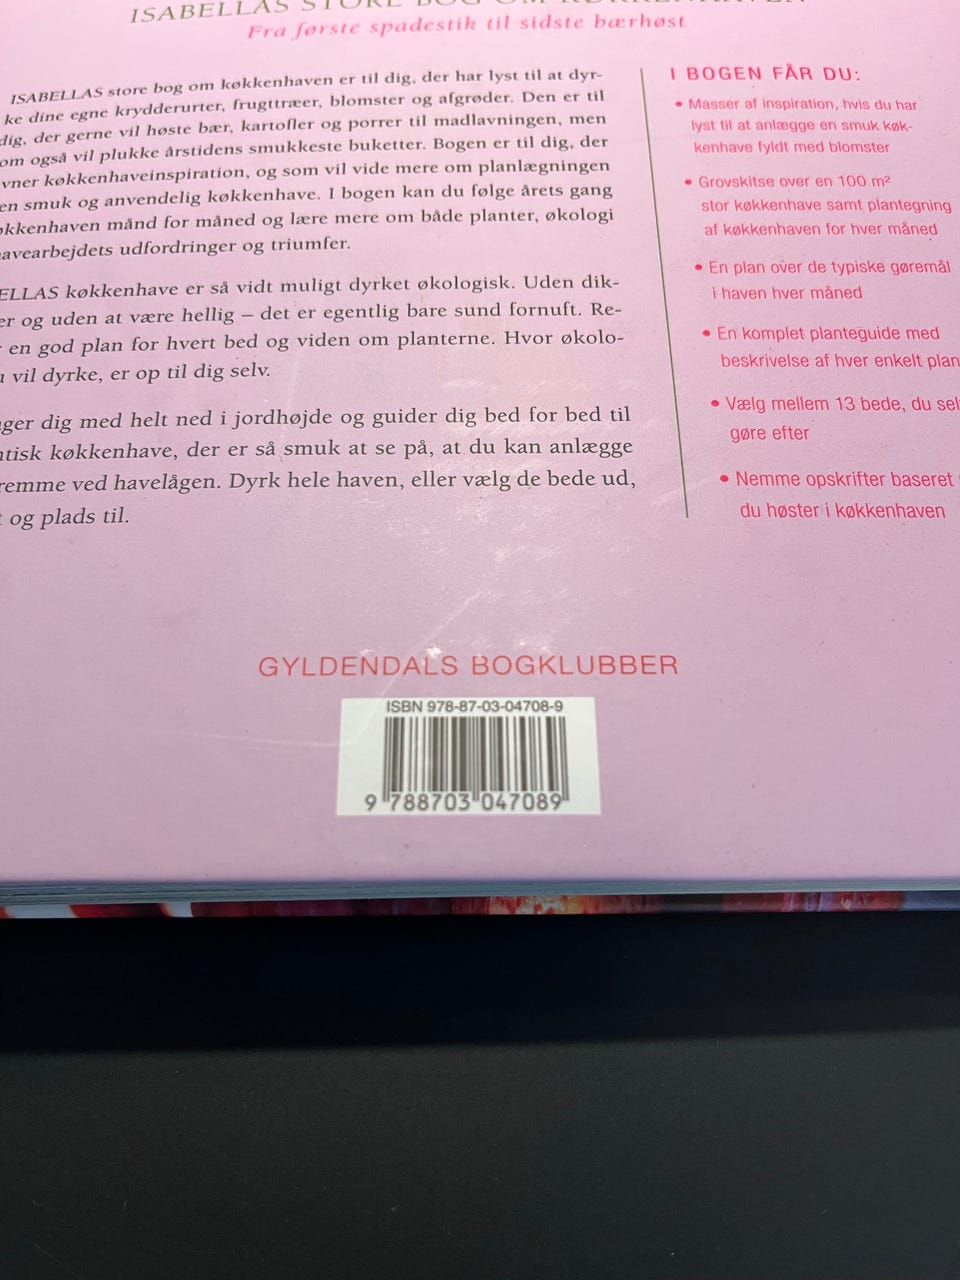 ISABELLAS STORE BOG OM KØKKENHAVEN
Fra første spadestik til sidste bærhøst
ISABELLAS store bog om køkkenhaven er til dig, der har lyst til at dyr-
ke dine egne krydderurter, frugttræer, blomster og afgrøder. Den er til
dig, der gerne vil høste bær, kartofler og porrer til madlavningen, men
om også vil plukke årstidens smukkeste buketter. Bogen er til dig, der
vner køkkenhaveinspiration, og som vil vide mere om planlægningen
en smuk og anvendelig køkkenhave. I bogen kan du følge årets gang
økkenhaven månd for måned og lære mere om både planter, økologi
avearbejdets udfordringer og triumfer.
ELLAS køkkenhave er så vidt muligt dyrket økologisk. Uden dik-
er og uden at være hellig – det er egentlig bare sund fornuft. Re-
en god plan for hvert bed og viden om planterne. Hvor økolo-
u vil dyrke, er op til dig selv.
ger dig med helt ned i jordhøjde og guider dig bed for bed til
ntisk køkkenhave, der er så smuk at se på, at du kan anlægge
remme ved havelågen. Dyrk hele haven, eller vælg de bede ud,
t og plads til.
I BOGEN FÅR DU:
• Masser af inspiration, hvis du har
lyst til at anlægge en smuk køk-
kenhave fyldt med blomster
• Grovskitse over en 100 m²
stor køkkenhave samt plantegning
af køkkenhaven for hver måned
• En plan over de typiske gøremål
i haven hver måned
• En komplet planteguide med
beskrivelse af hver enkelt plan
• Vælg mellem 13 bede, du sel
gøre efter
• Nemme opskrifter baseret
du høster i køkkenhaven
GYLDENDALS BOGKLUBBER
ISBN 978-87-03-04708-9
9 788703 047089